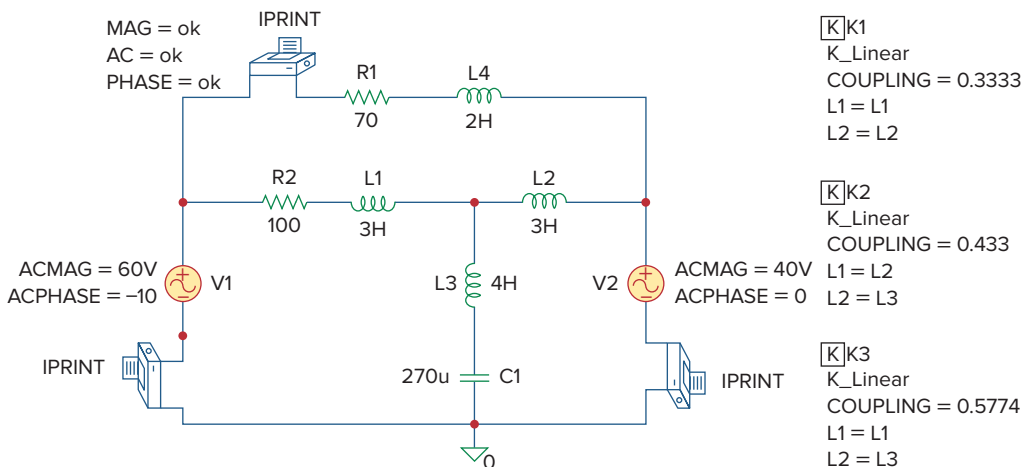 MAG = ok
AC = ok
PHASE = ok
IPRINT
R1
70
L4
2H
R2
100
L1
3H
L2
3H
ACMAG = 60V
ACPHASE = –10
V1
L3
4H
V2
ACMAG = 40V
ACPHASE = 0
IPRINT
270u
C1
IPRINT
0
K K1
K_Linear
COUPLING = 0.3333
L1 = L1
L2 = L2
K K2
K_Linear
COUPLING = 0.433
L1 = L2
L2 = L3
K K3
K_Linear
COUPLING = 0.5774
L1 = L1
L2 = L3